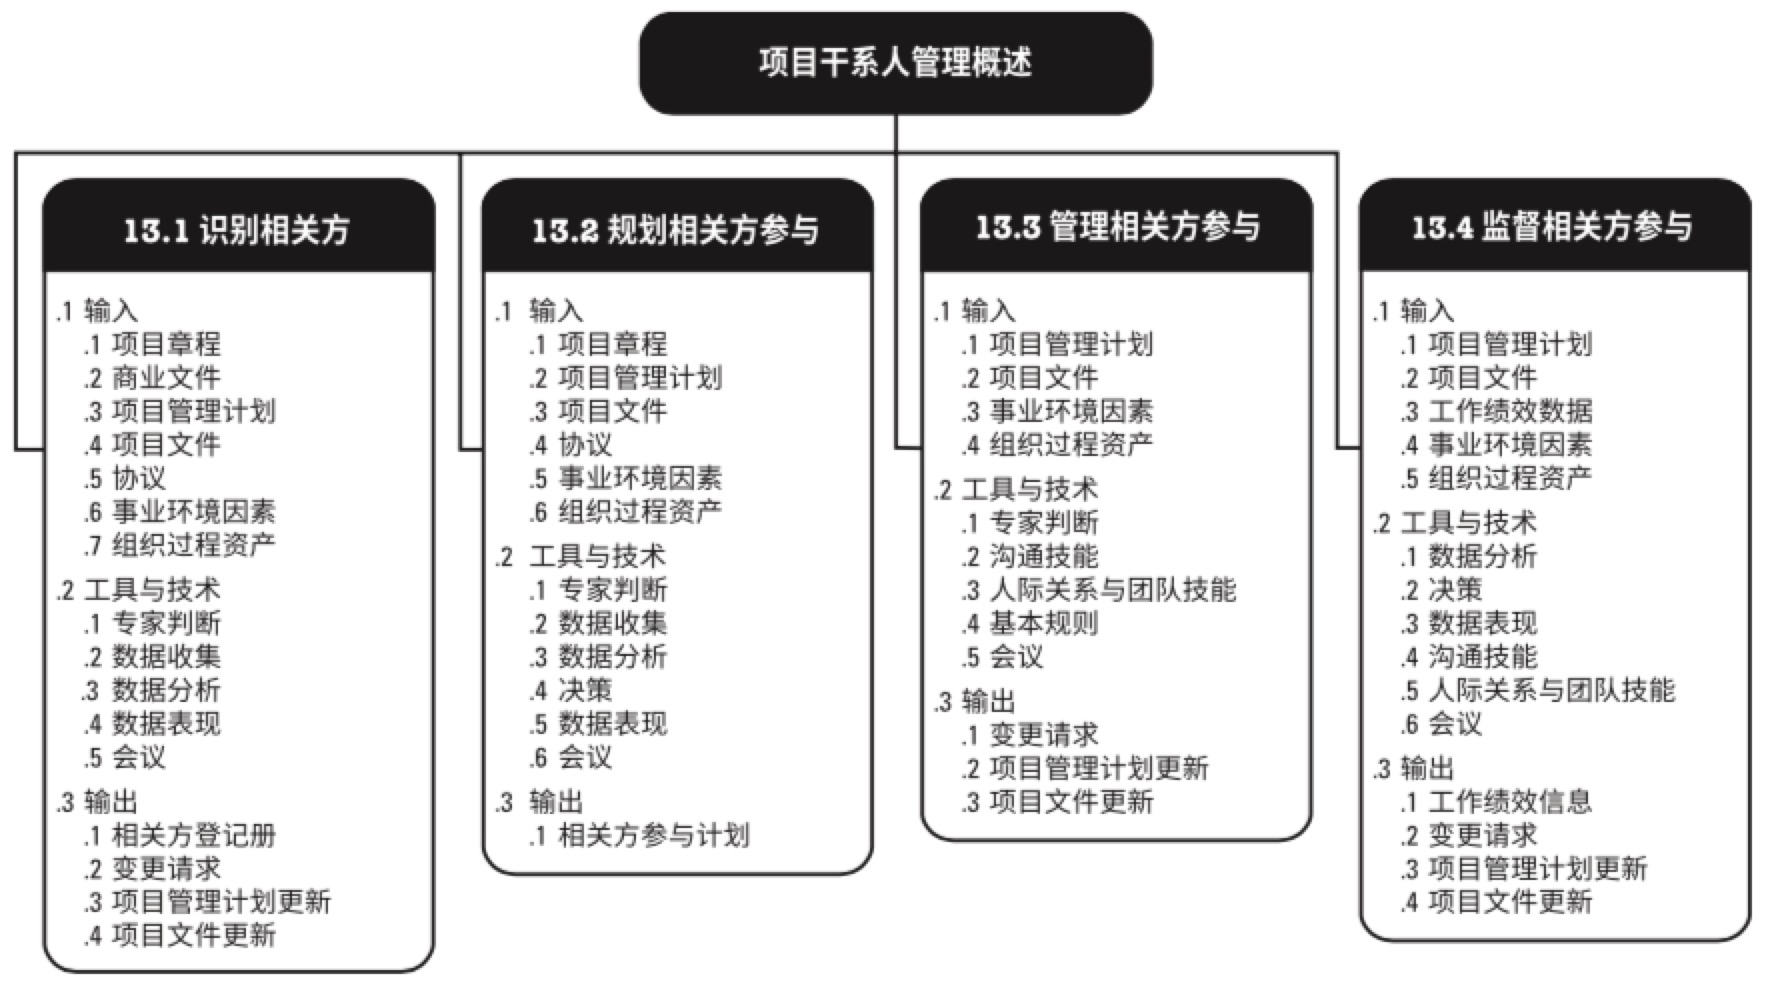 项目干系人管理概述
13.1 识别相关方
.1 输入
.1 项目章程
.2 商业文件
.3 项目管理计划
.4 项目文件
.5 协议
.6 事业环境因素
.7 组织过程资产
.2 工具与技术
.1 专家判断
.2 数据收集
.3 数据分析
.4 数据表现
.5 会议
.3 输出
.1 相关方登记册
.2 变更请求
.3 项目管理计划更新
.4 项目文件更新
13.2 规划相关方参与
.1 输入
.1 项目章程
.2 项目管理计划
.3 项目文件
.4 协议
.5 事业环境因素
.6 组织过程资产
.2 工具与技术
.1 专家判断
.2 数据收集
.3 数据分析
.4 决策
.5 数据表现
.6 会议
.3 输出
.1 相关方参与计划
13.3 管理相关方参与
.1 输入
.1 项目管理计划
.2 项目文件
.3 事业环境因素
.4 组织过程资产
.2 工具与技术
.1 专家判断
.2 沟通技能
.3 人际关系与团队技能
.4 基本规则
.5 会议
.3 输出
.1 变更请求
.2 项目管理计划更新
.3 项目文件更新
13.4 监督相关方参与
.1 输入
.1 项目管理计划
.2 项目文件
.3 工作绩效数据
.4 事业环境因素
.5 组织过程资产
.2 工具与技术
.1 数据分析
.2 决策
.3 数据表现
.4 沟通技能
.5 人际关系与团队技能
.6 会议
.3 输出
.1 工作绩效信息
.2 变更请求
.3 项目管理计划更新
.4 项目文件更新